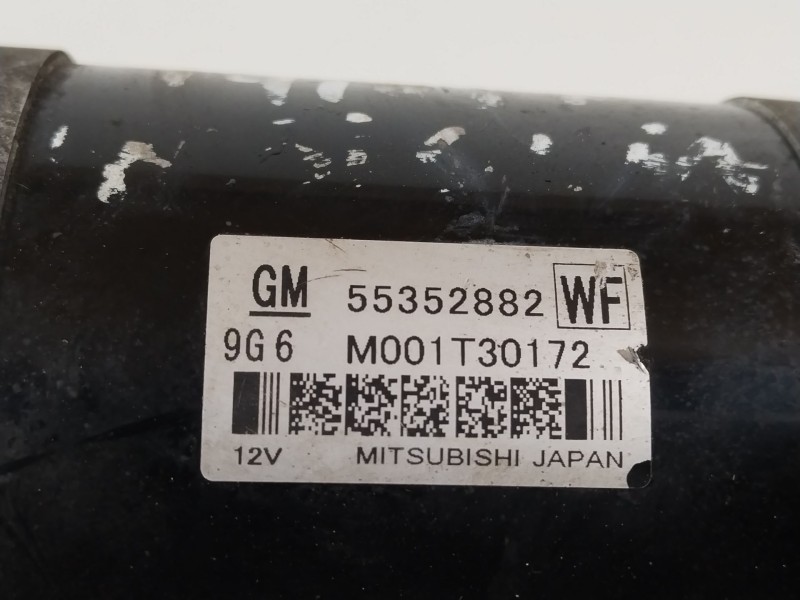 GM 55352882 WF
9G6 M001T30172
12V MITSUBISHI JAPAN